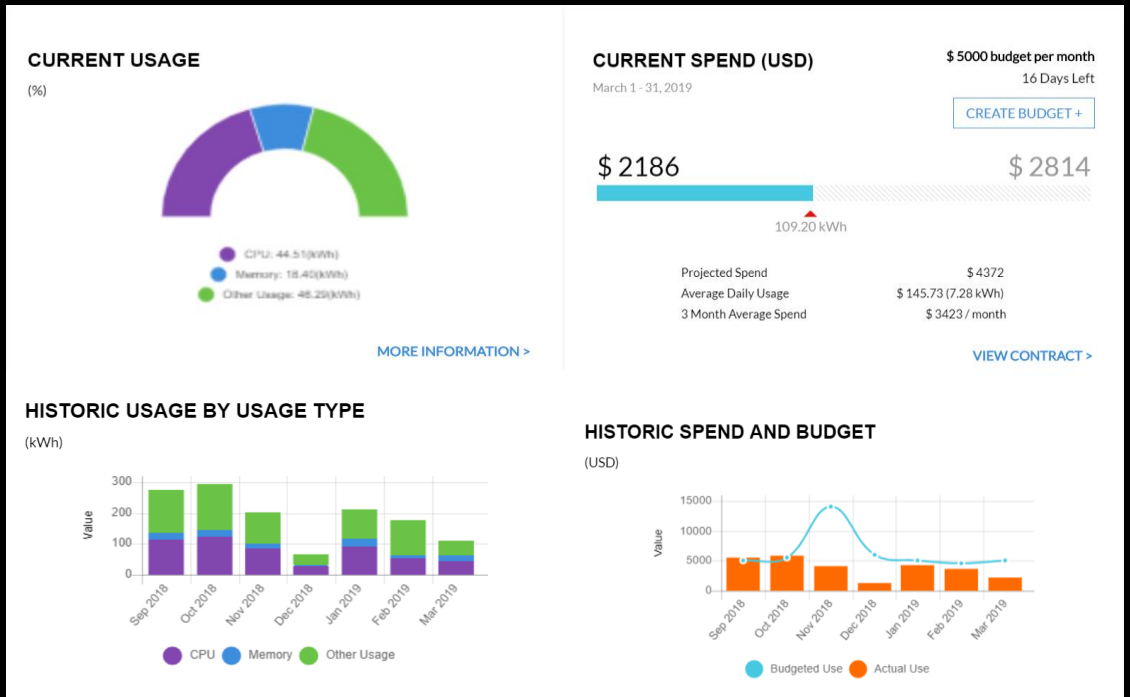 CURRENT USAGE
(%)
CPU: 44.51(kWh)
Memory: 18.40(kWh)
Other Usage: 46.29(kWh)
MORE INFORMATION >
CURRENT SPEND (USD)
March 1 - 31, 2019
$ 5000 budget per month
16 Days Left
CREATE BUDGET +
$ 2186
$ 2814
109.20 kWh
Projected Spend $ 4372
Average Daily Usage $ 145.73 (7.28 kWh)
3 Month Average Spend $ 3423 / month
VIEW CONTRACT >
HISTORIC USAGE BY USAGE TYPE
(kWh)
Value
300
200
100
0
Sep 2018
Oct 2018
Nov 2018
Dec 2018
Jan 2019
Feb 2019
Mar 2019
CPU Memory Other Usage
HISTORIC SPEND AND BUDGET
(USD)
Value
15000
10000
5000
0
Sep 2018
Oct 2018
Nov 2018
Dec 2018
Jan 2019
Feb 2019
Mar 2019
Budgeted Use Actual Use